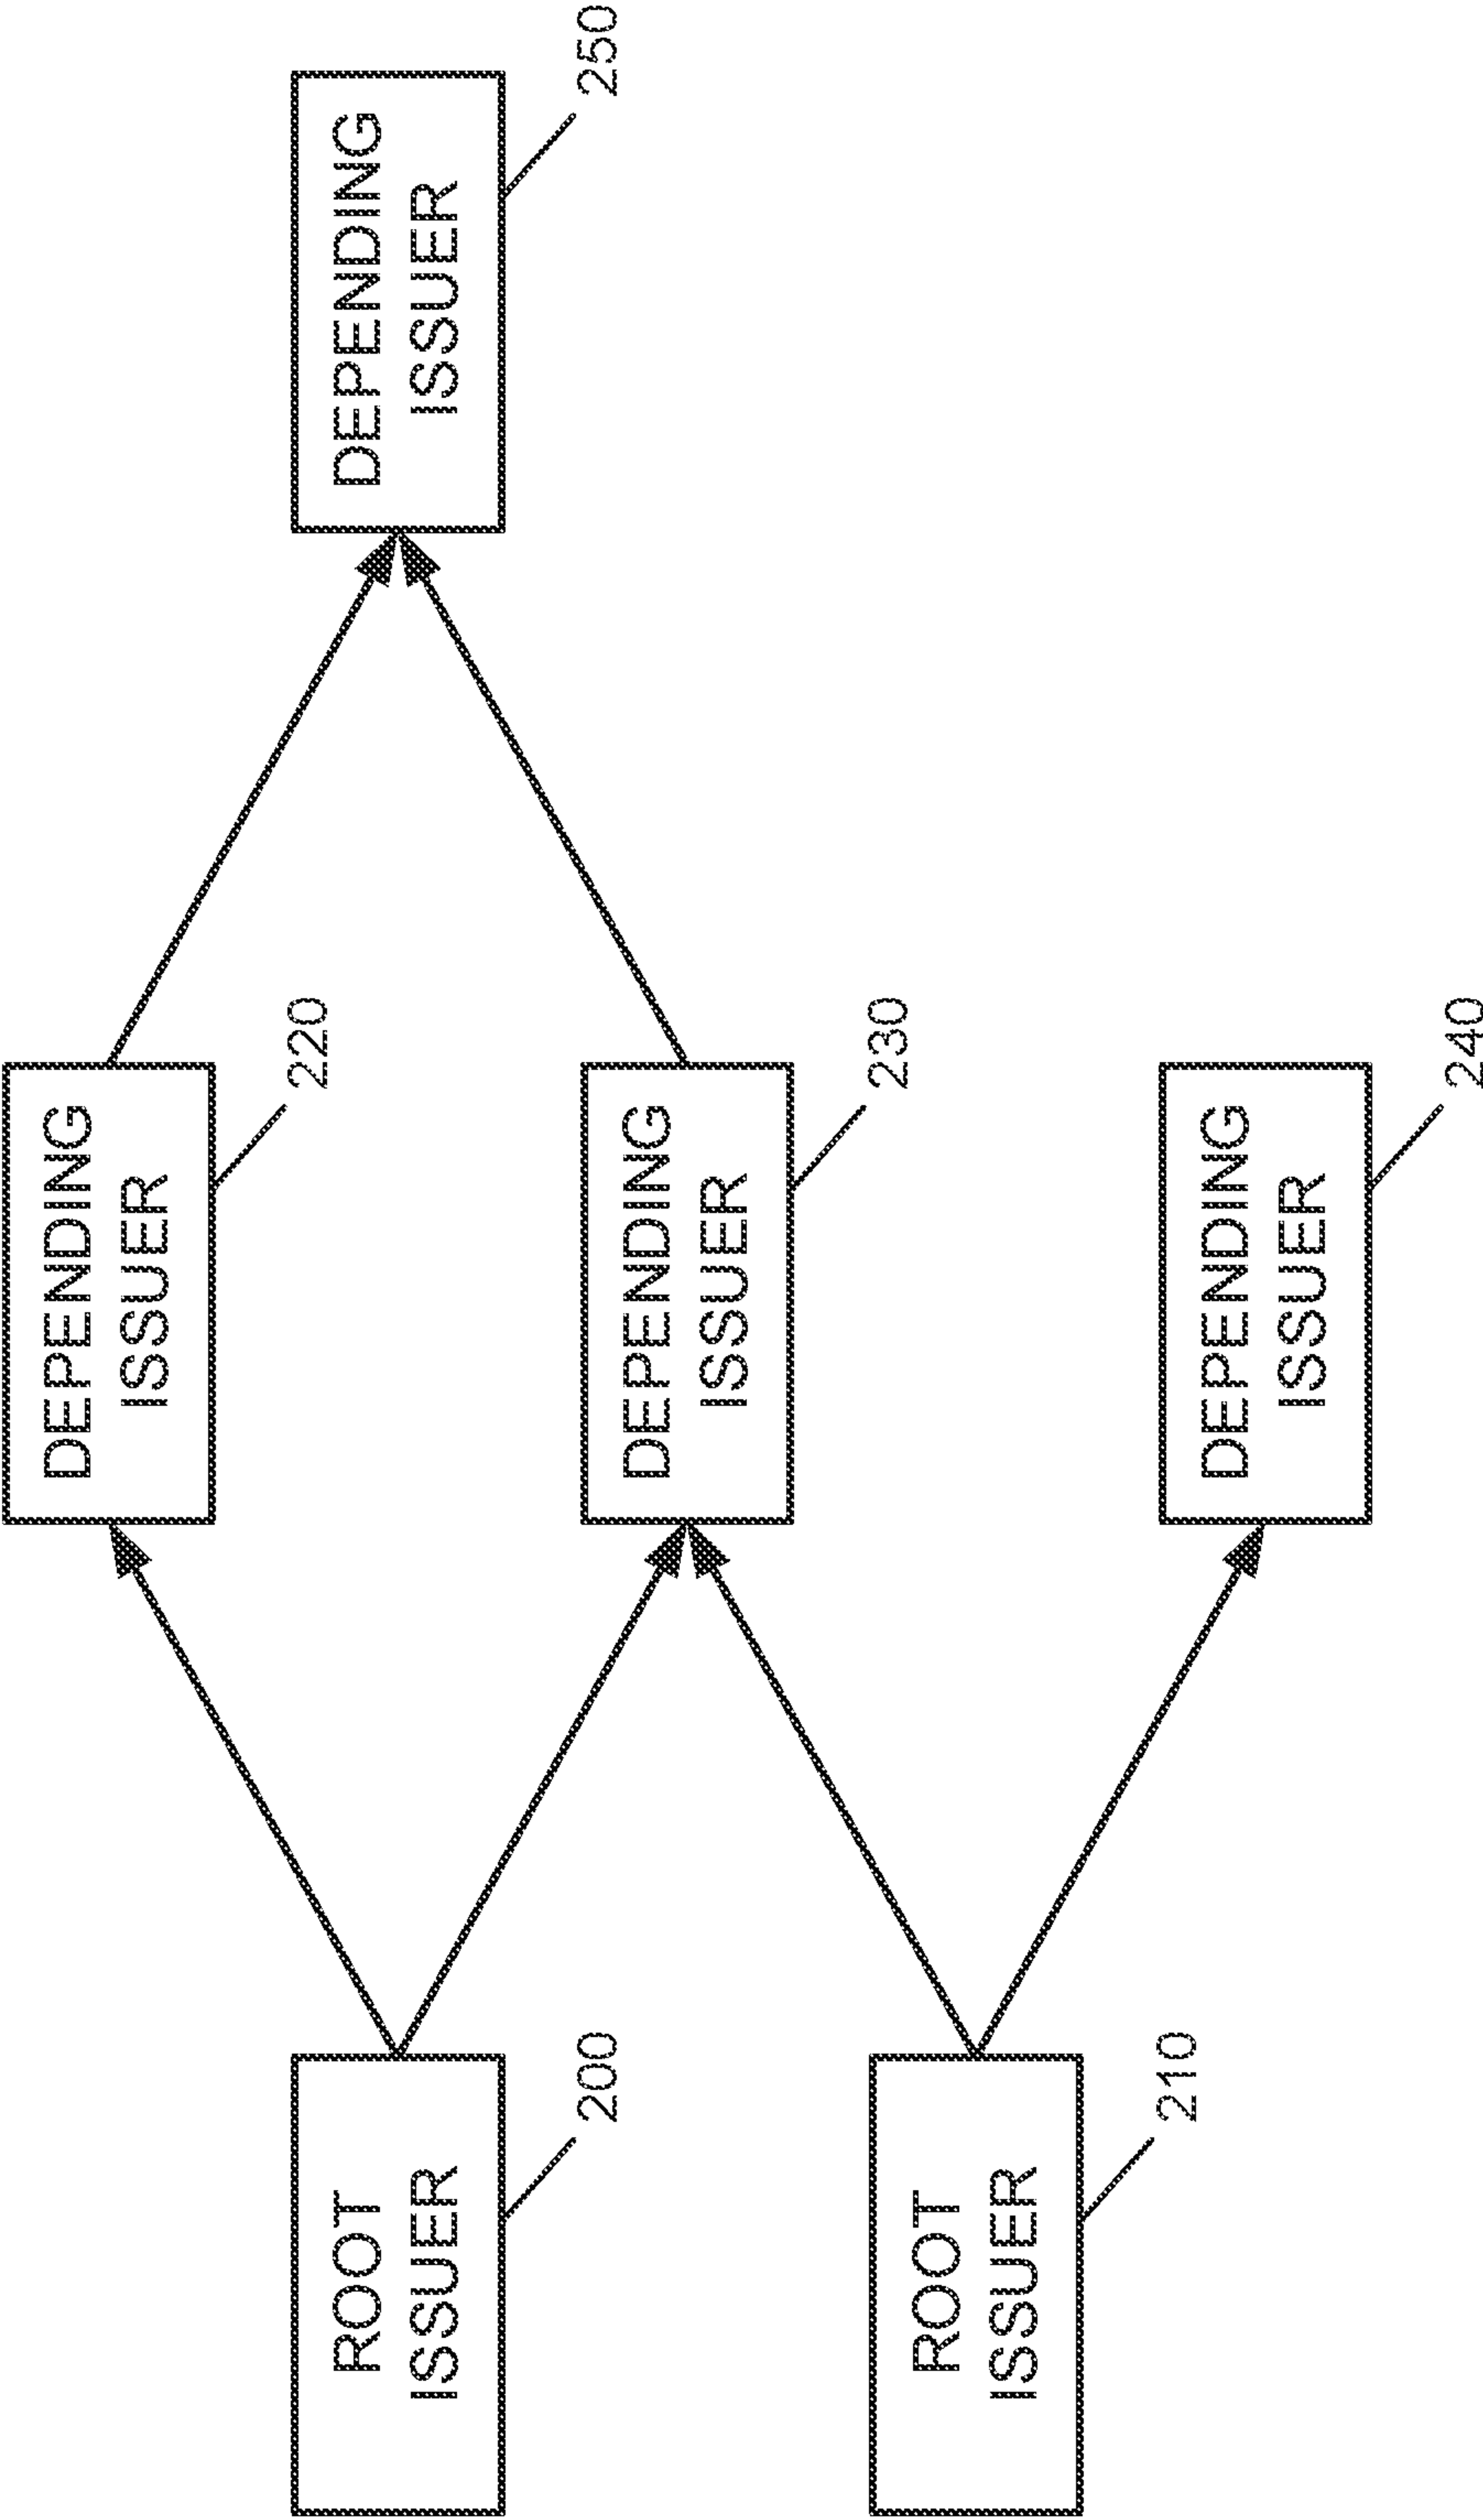 DEPENDING
ISSUER
220
ROOT
ISSUER
200
DEPENDING
ISSUER
250
DEPENDING
ISSUER
230
ROOT
ISSUER
210
DEPENDING
ISSUER
240